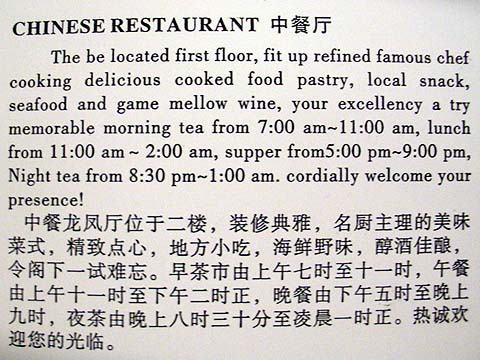 CHINESE RESTAURANT 中餐厅
The be located first floor, fit up refined famous chef
cooking delicious cooked food pastry, local snack,
seafood and game mellow wine, your excellency a try
memorable morning tea from 7:00 am~11:00 am, lunch
from 11:00 am ~ 2:00 am, supper from5:00 pm~9:00 pm,
Night tea from 8:30 pm~1:00 am. cordially welcome your
presence!
中餐龙凤厅位于二楼，装修典雅，名厨主理的美味
菜式，精致点心，地方小吃，海鲜野味，醇酒佳酿，
令阁下一试难忘。早茶市由上午七时至十一时，午餐
由上午十一时至下午二时正，晚餐由下午五时至晚上
九时，夜茶由晚上八时三十分至凌晨一时正。热诚欢
迎您的光临。